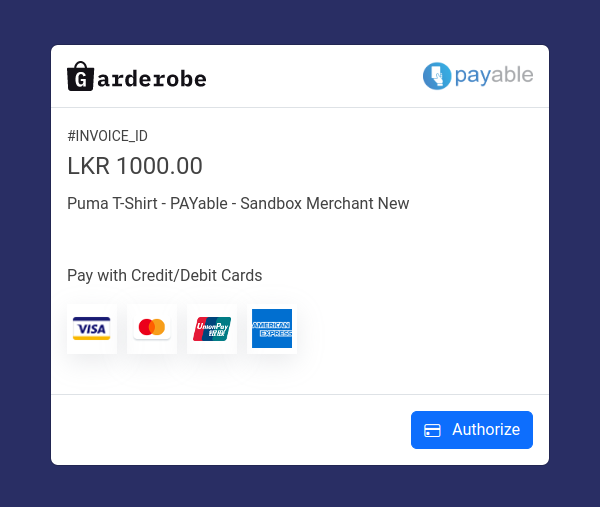 Garderobe
payable
#INVOICE_ID
LKR 1000.00
Puma T-Shirt - PAYable - Sandbox Merchant New
Pay with Credit/Debit Cards
VISA
UnionPay
银联
AMERICAN
EXPRESS
Authorize